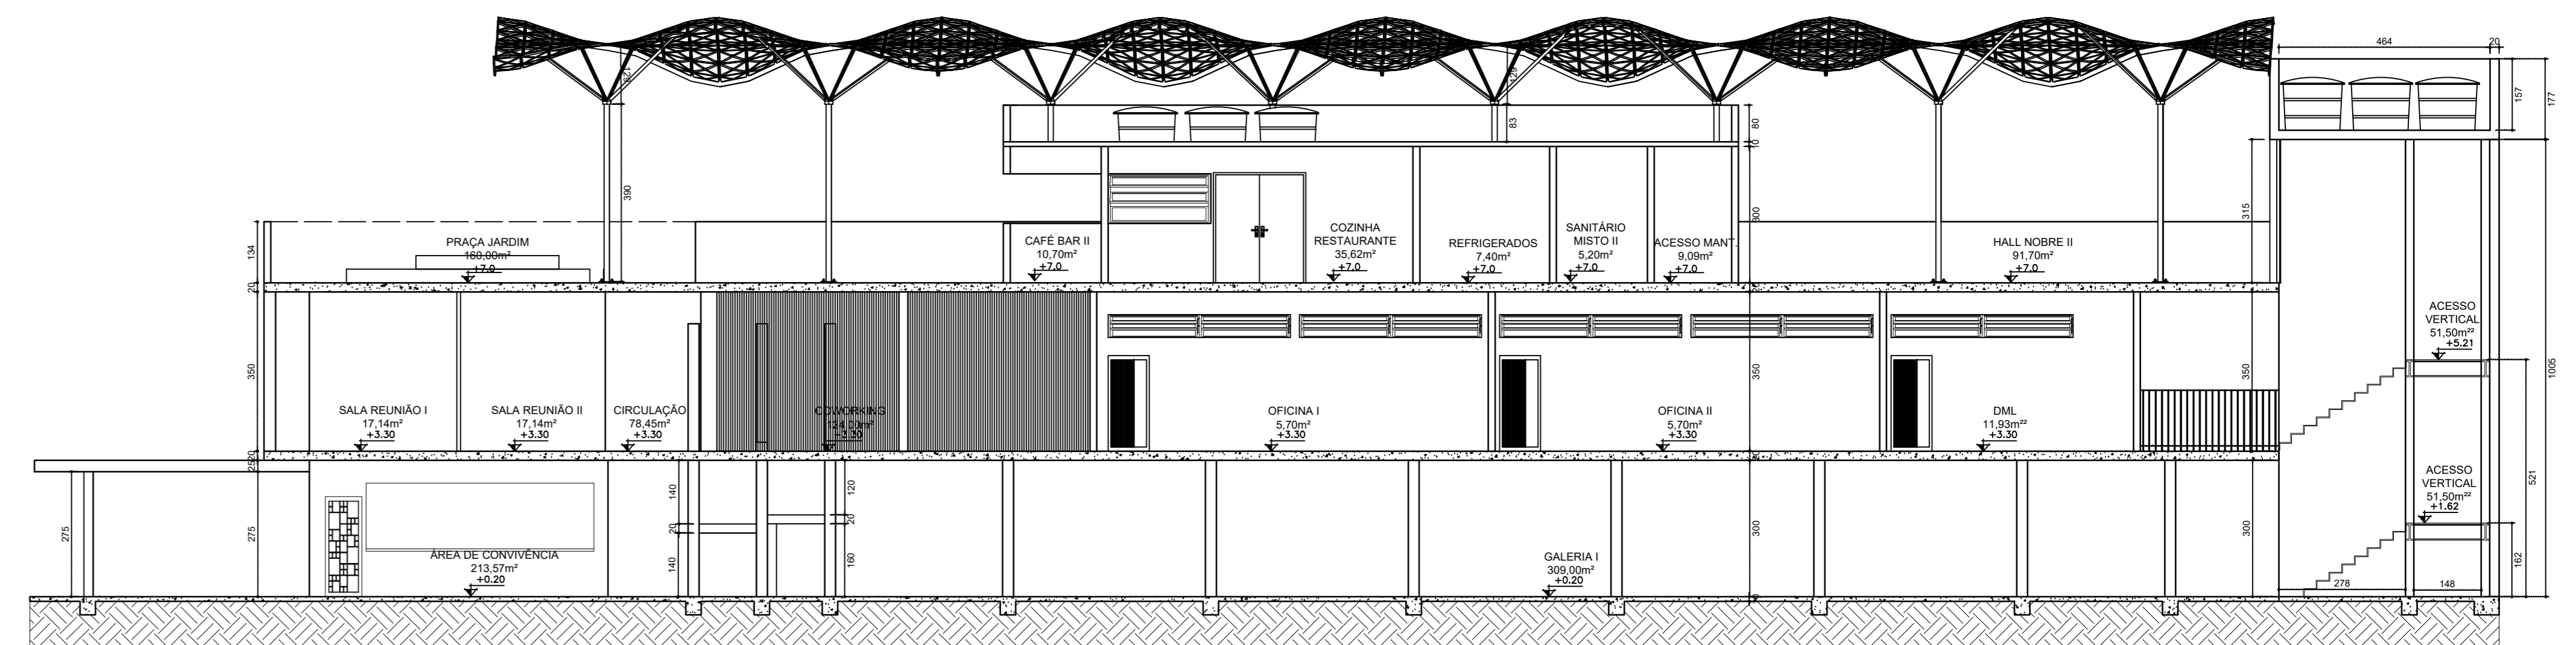 464
20
157
177
129
129
83
80
10
390
300
315
134
20
PRAÇA JARDIM
160,00m²
+7.0
CAFÉ BAR II
10,70m²
+7.0
COZINHA
RESTAURANTE
35,62m²
+7.0
REFRIGERADOS
7,40m²
+7.0
SANITÁRIO
MISTO II
5,20m²
+7.0
ACESSO MANT.
9,09m²
+7.0
HALL NOBRE II
91,70m²
+7.0
350
350
350
1005
ACESSO
VERTICAL
51,50m²²
+5.21
SALA REUNIÃO I
17,14m²
+3.30
SALA REUNIÃO II
17,14m²
+3.30
CIRCULAÇÃO
78,45m²
+3.30
COWORKING
124,00m²
+3.30
OFICINA I
5,70m²
+3.30
OFICINA II
5,70m²
+3.30
DML
11,93m²²
+3.30
20
25
275
275
140
20
140
120
20
160
300
300
521
162
ACESSO
VERTICAL
51,50m²²
+1.62
ÁREA DE CONVIVÊNCIA
213,57m²
+0.20
GALERIA I
309,00m²
+0.20
278
148